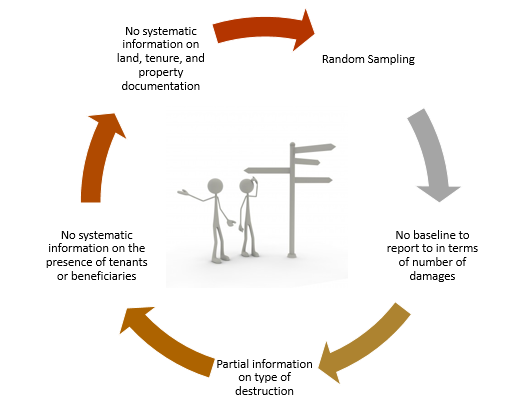 No systematic
information on
land, tenure, and
property
documentation
Random Sampling
No baseline to
report to in terms
of number of
damages
Partial information
on type of
destruction
No systematic
information on the
presence of tenants
or beneficiaries